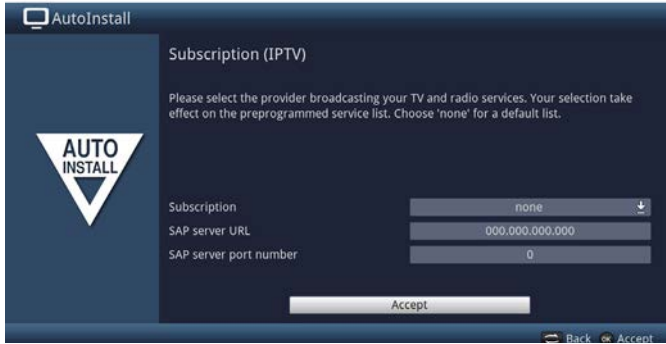 AutoInstall
Subscription (IPTV)
Please select the provider broadcasting your TV and radio services. Your selection take
effect on the preprogrammed service list. Choose 'none' for a default list.
AUTO
INSTALL
Subscription none
SAP server URL 000.000.000.000
SAP server port number 0
Accept
Back OK Accept